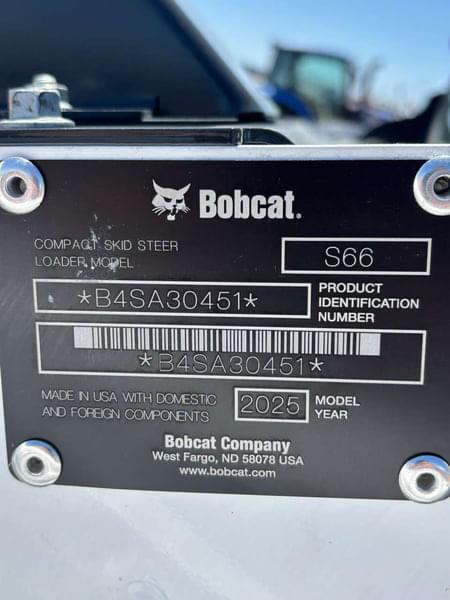 Bobcat.
COMPACT SKID STEER
LOADER MODEL
S66
*B4SA30451*
PRODUCT
IDENTIFICATION
NUMBER
*B4SA30451*
MADE IN USA WITH DOMESTIC
AND FOREIGN COMPONENTS
2025
MODEL
YEAR
Bobcat Company
West Fargo, ND 58078 USA
www.bobcat.com